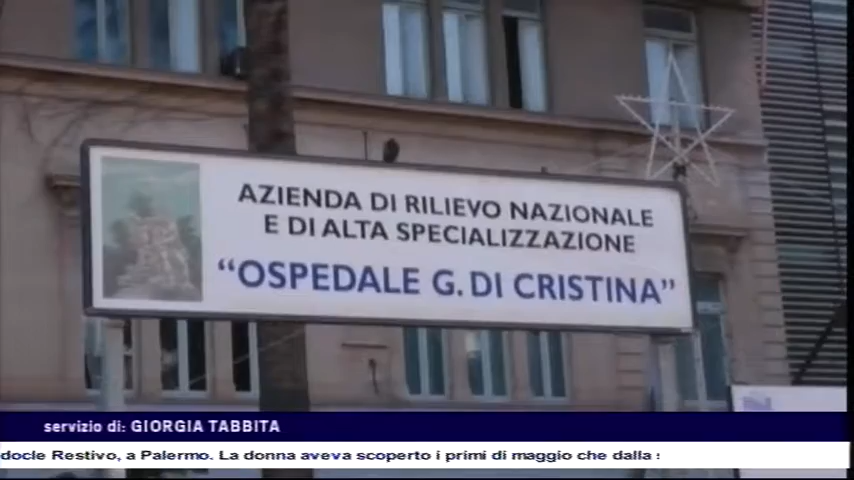 AZIENDA DI RILIEVO NAZIONALE
E DI ALTA SPECIALIZZAZIONE
“OSPEDALE G. DI CRISTINA”
servizio di: GIORGIA TABBITA
docle Restivo, a Palermo. La donna aveva scoperto i primi di maggio che dalla